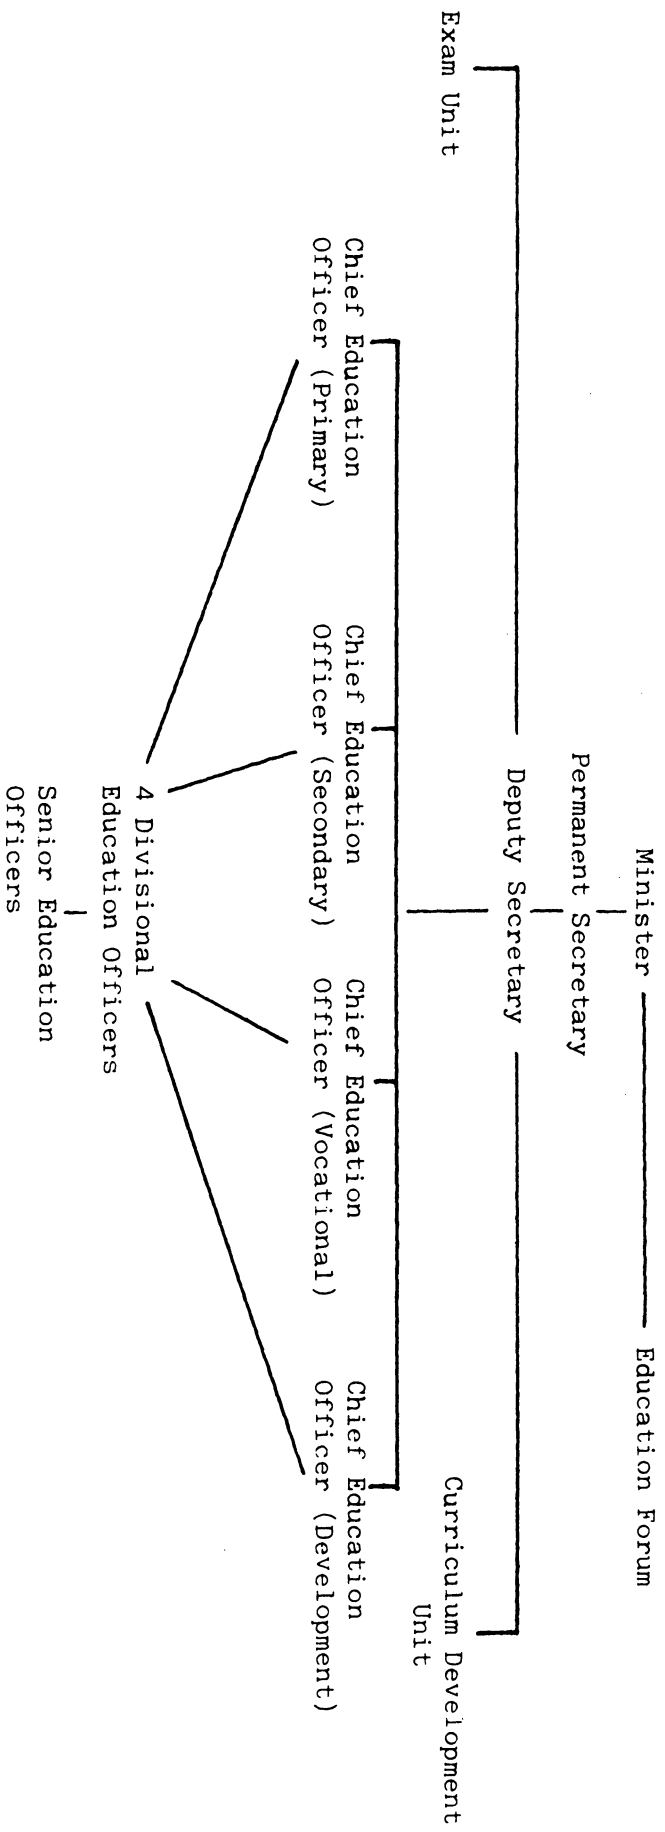 Minister
Education Forum
Permanent Secretary
Deputy Secretary
Exam Unit
Curriculum Development
Unit
Chief Education
Officer (Primary)
Chief Education
Officer (Secondary)
Chief Education
Officer (Vocational)
Chief Education
Officer (Development)
4 Divisional
Education Officers
Senior Education
Officers